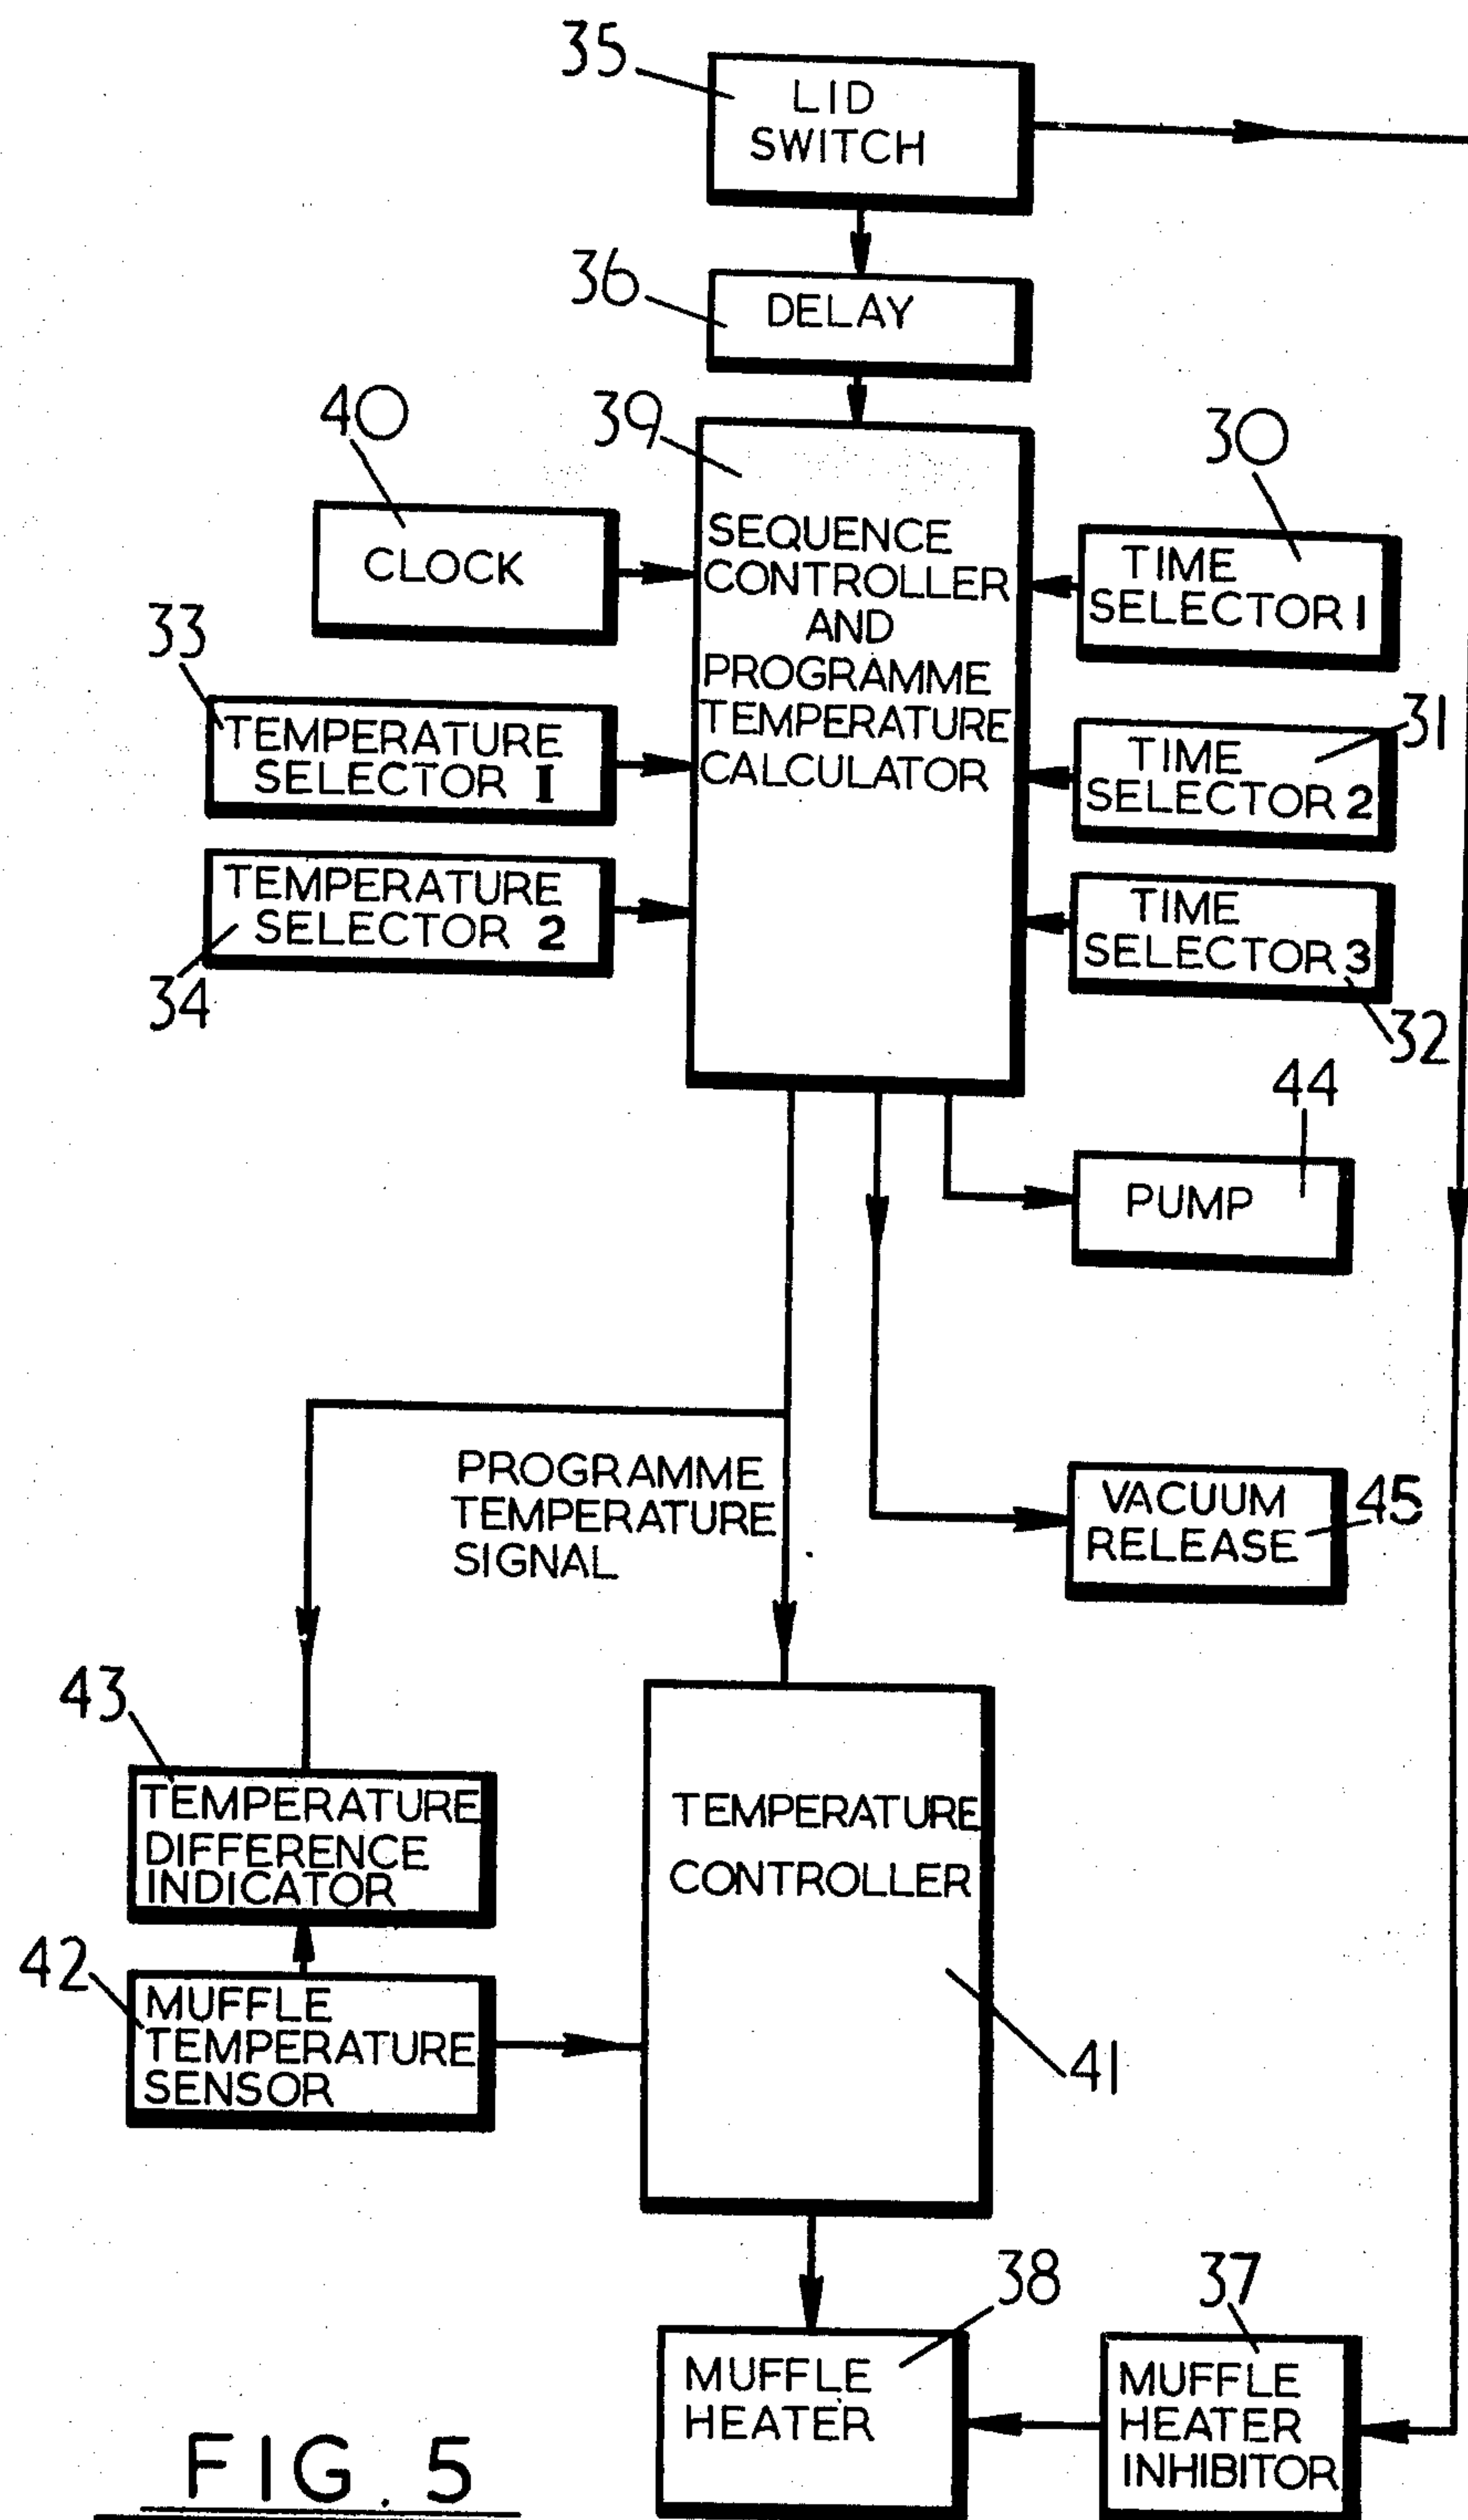 35
LID
SWITCH
36
DELAY
40
39
30
CLOCK
SEQUENCE
CONTROLLER
AND
PROGRAMME
TEMPERATURE
CALCULATOR
TIME
SELECTOR 1
33
TEMPERATURE
SELECTOR 1
31
TIME
SELECTOR 2
TEMPERATURE
SELECTOR 2
34
TIME
SELECTOR 3
32
44
PUMP
PROGRAMME
TEMPERATURE
SIGNAL
VACUUM
RELEASE
45
43
TEMPERATURE
DIFFERENCE
INDICATOR
TEMPERATURE
CONTROLLER
42
MUFFLE
TEMPERATURE
SENSOR
41
38
37
MUFFLE
HEATER
MUFFLE
HEATER
INHIBITOR
FIG. 5